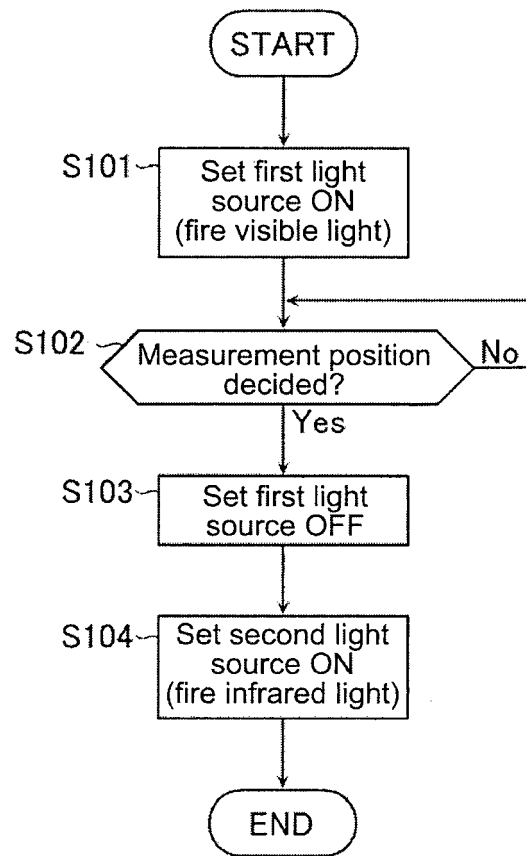 START
S101
Set first light
source ON
(fire visible light)
S102
Measurement position
decided?
No
Yes
S103
Set first light
source OFF
S104
Set second light
source ON
(fire infrared light)
END